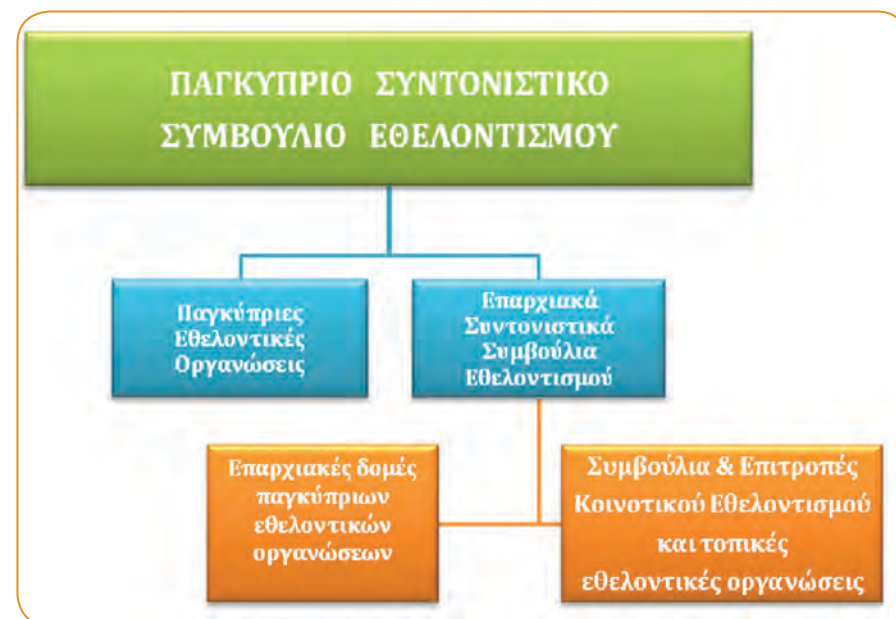 ΠΑΓΚΥΠΡΙΟ ΣΥΝΤΟΝΙΣΤΙΚΟ
ΣΥΜΒΟΥΛΙΟ ΕΘΕΛΟΝΤΙΣΜΟΥ
Παγκύπριες
Εθελοντικές
Οργανώσεις
Επαρχιακά
Συντονιστικά
Συμβούλια
Εθελοντισμού
Επαρχιακές δομές
παγκύπριων
εθελοντικών
οργανώσεων
Συμβούλια & Επιτροπές
Κοινοτικού Εθελοντισμού
και τοπικές
εθελοντικές οργανώσεις